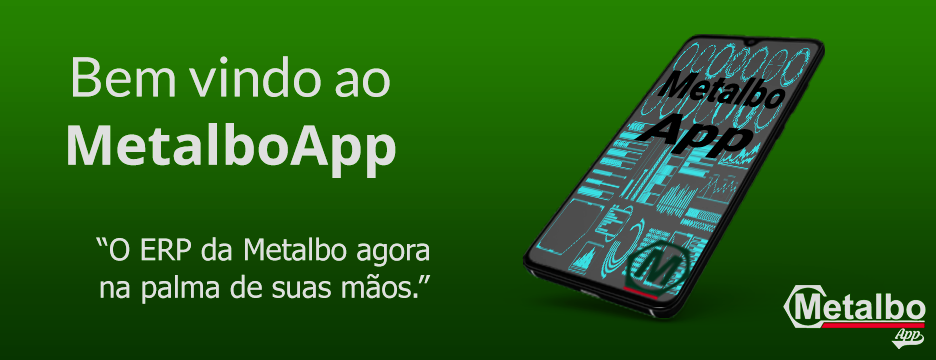 Bem vindo ao
MetalboApp
“O ERP da Metalbo agora
na palma de suas mãos.”
Metalbo
App
M
Metalbo
App